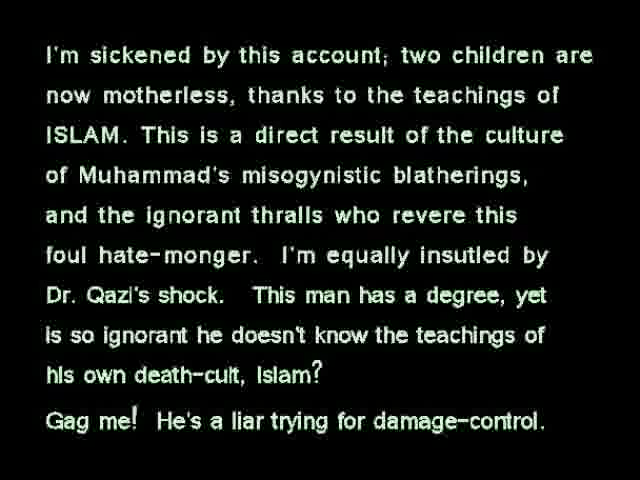 I'm sickened by this account; two children are
now motherless, thanks to the teachings of
ISLAM. This is a direct result of the culture
of Muhammad's misogynistic blatherings,
and the ignorant thralls who revere this
foul hate-monger. I'm equally insutled by
Dr. Qazi's shock. This man has a degree, yet
is so ignorant he doesn't know the teachings of
his own death-cult, Islam?
Gag me! He's a liar trying for damage-control.